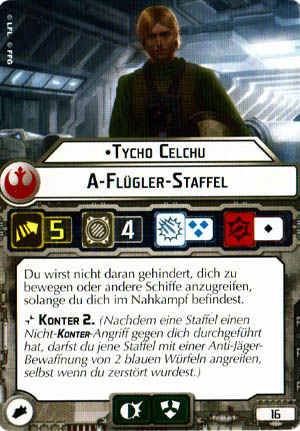 © LFL © FFG
•Tycho Celchu
A-Flügler-Staffel
5
4
Du wirst nicht daran gehindert, dich zu
bewegen oder andere Schiffe anzugreifen,
solange du dich im Nahkampf befindest.
Konter 2. (Nachdem eine Staffel einen
Nicht-Konter-Angriff gegen dich durchgeführt
hat, darfst du jene Staffel mit einer Anti-Jäger-
Bewaffnung von 2 blauen Würfeln angreifen,
selbst wenn du zerstört wurdest.)
16